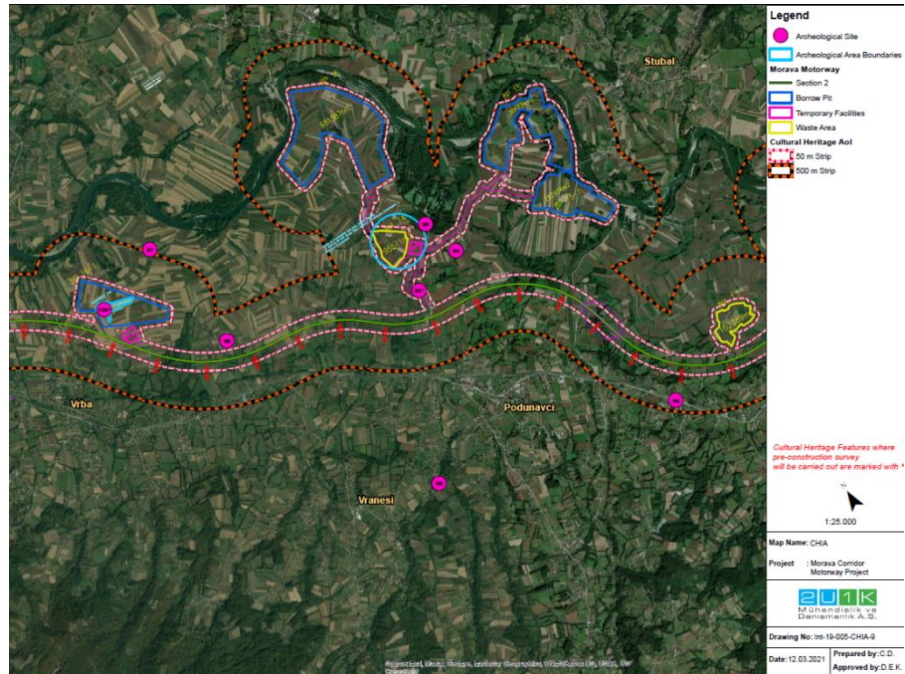 Stubal
Vrba
Podunavci
Vranesi
Legend
Archeological Site
Archeological Area Boundaries
Morava Motorway
Section 2
Borrow Pit
Temporary Facilities
Waste Area
Cultural Heritage AoI
50 m Strip
500 m Strip
Cultural Heritage Features where
pre-construction survey
will be carried out are marked with *
1:25.000
Map Name: CHIA
Project : Morava Corridor
Motorway Project
2U1K
Mühendislik ve
Danışmanlık A.Ş.
Drawing No: Int-19-005-CHIA-9
Date: 12.03.2021
Prepared by: C.D.
Approved by: D.E.K.